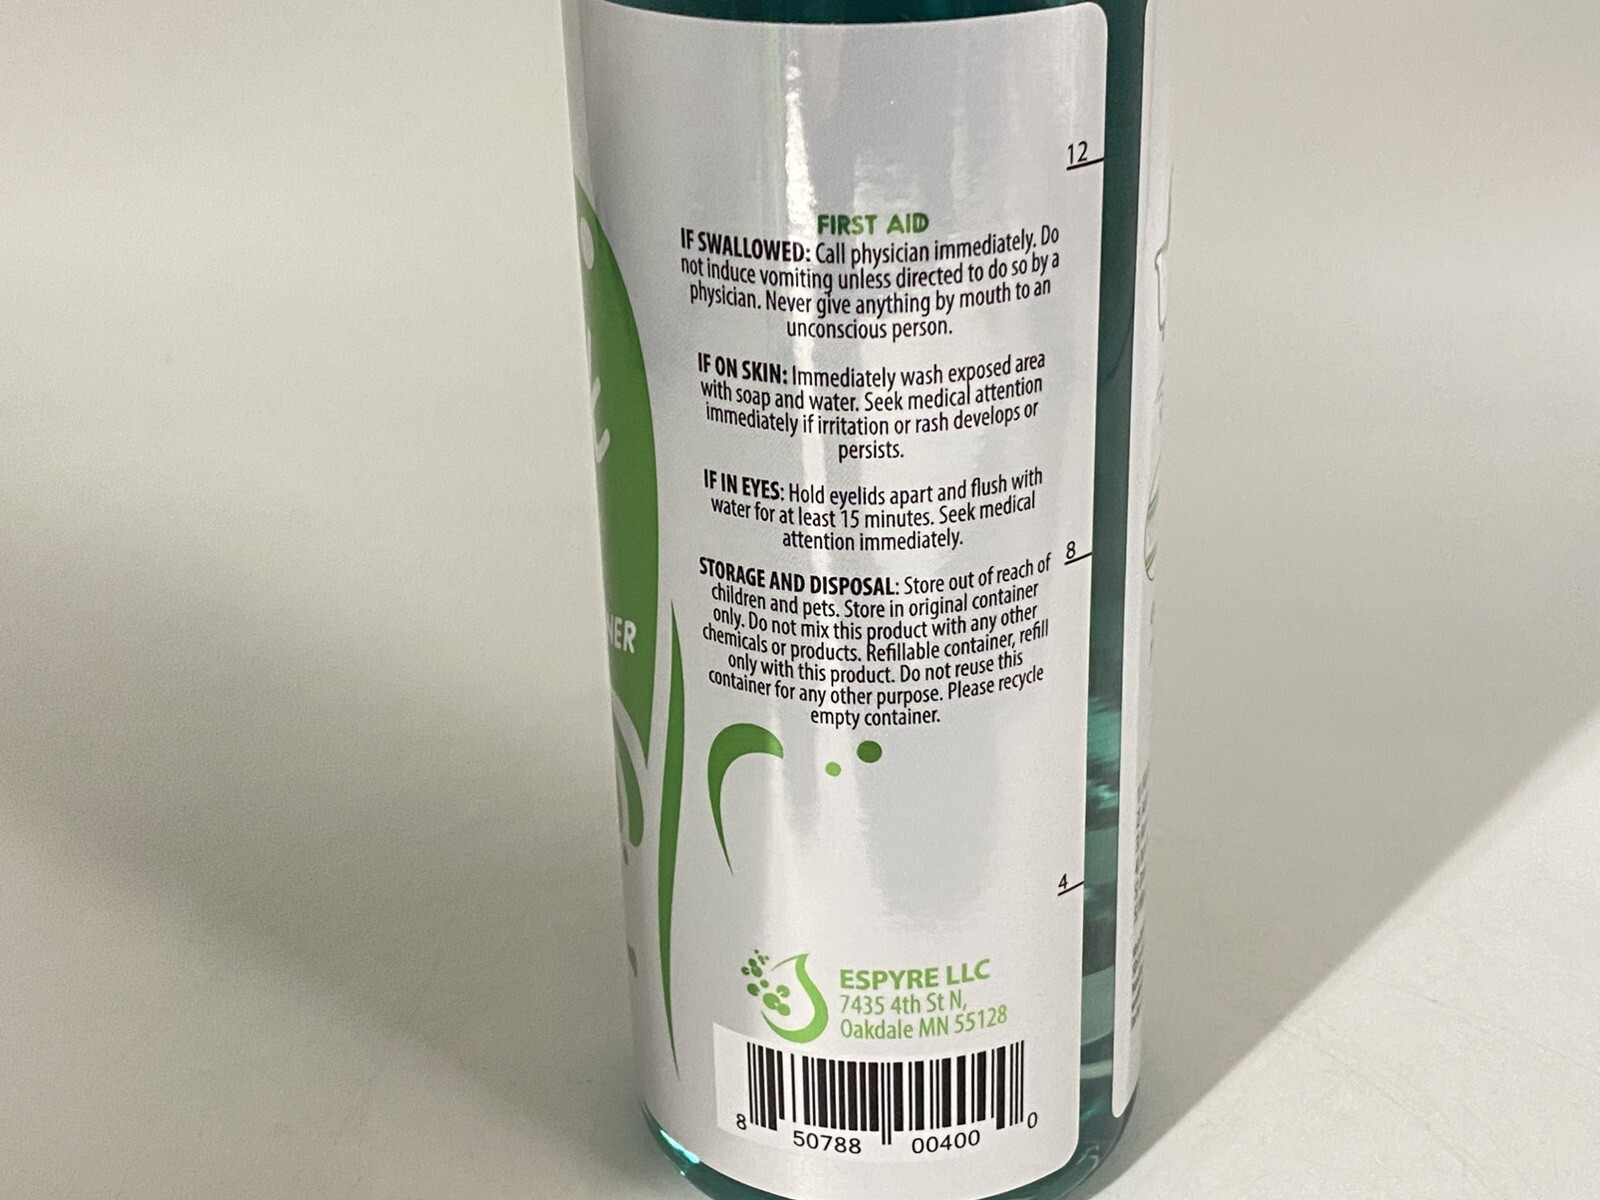 12
FIRST AID
IF SWALLOWED: Call physician immediately. Do
not induce vomiting unless directed to do so by a
physician. Never give anything by mouth to an
unconscious person.
IF ON SKIN: Immediately wash exposed area
with soap and water. Seek medical attention
immediately if irritation or rash develops or
persists.
IF IN EYES: Hold eyelids apart and flush with
water for at least 15 minutes. Seek medical
attention immediately.
8
STORAGE AND DISPOSAL: Store out of reach of
children and pets. Store in original container
only. Do not mix this product with any other
chemicals or products. Refillable container, refill
only with this product. Do not reuse this
container for any other purpose. Please recycle
empty container.
NER
4
ESPYRE LLC
7435 4th St N,
Oakdale MN 55128
8 50788 00400 0